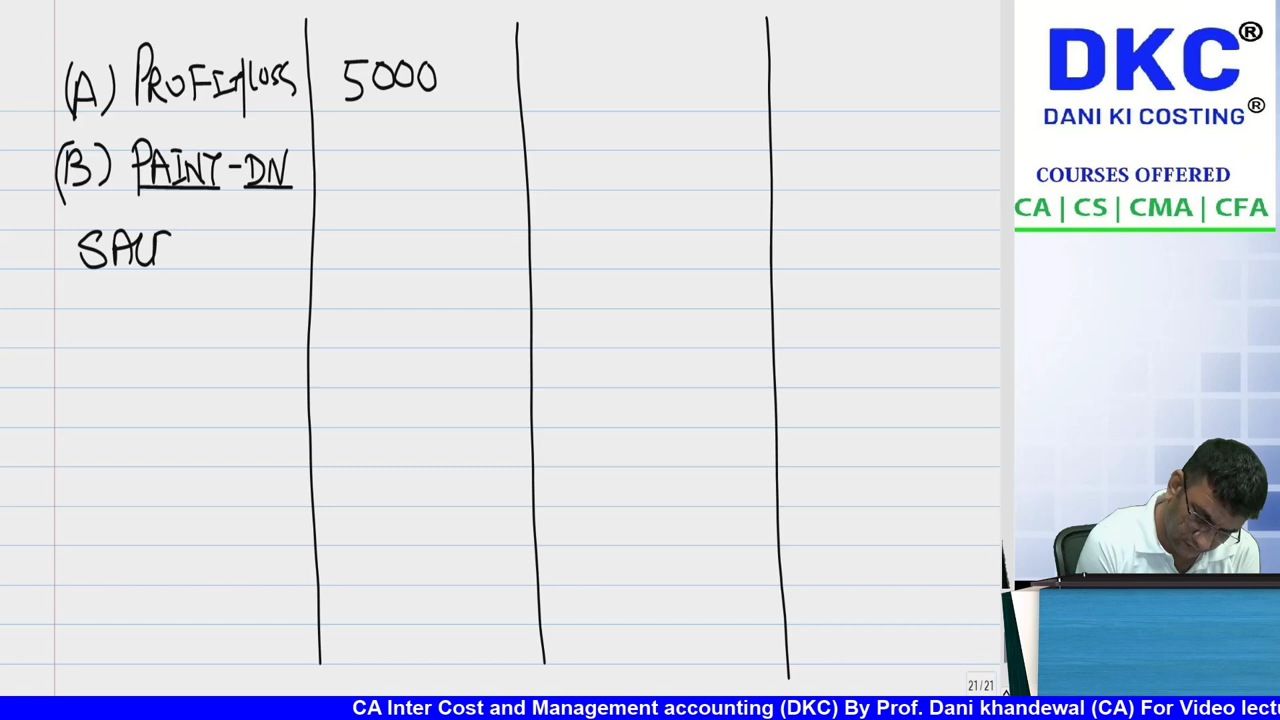 (A) PROFIT/LOSS 5000
(B) PAINT-DN
SAU
21/21
DKC®
DANI KI COSTING®
COURSES OFFERED
CA | CS | CMA | CFA
CA Inter Cost and Management accounting (DKC) By Prof. Dani khandewal (CA) For Video lect